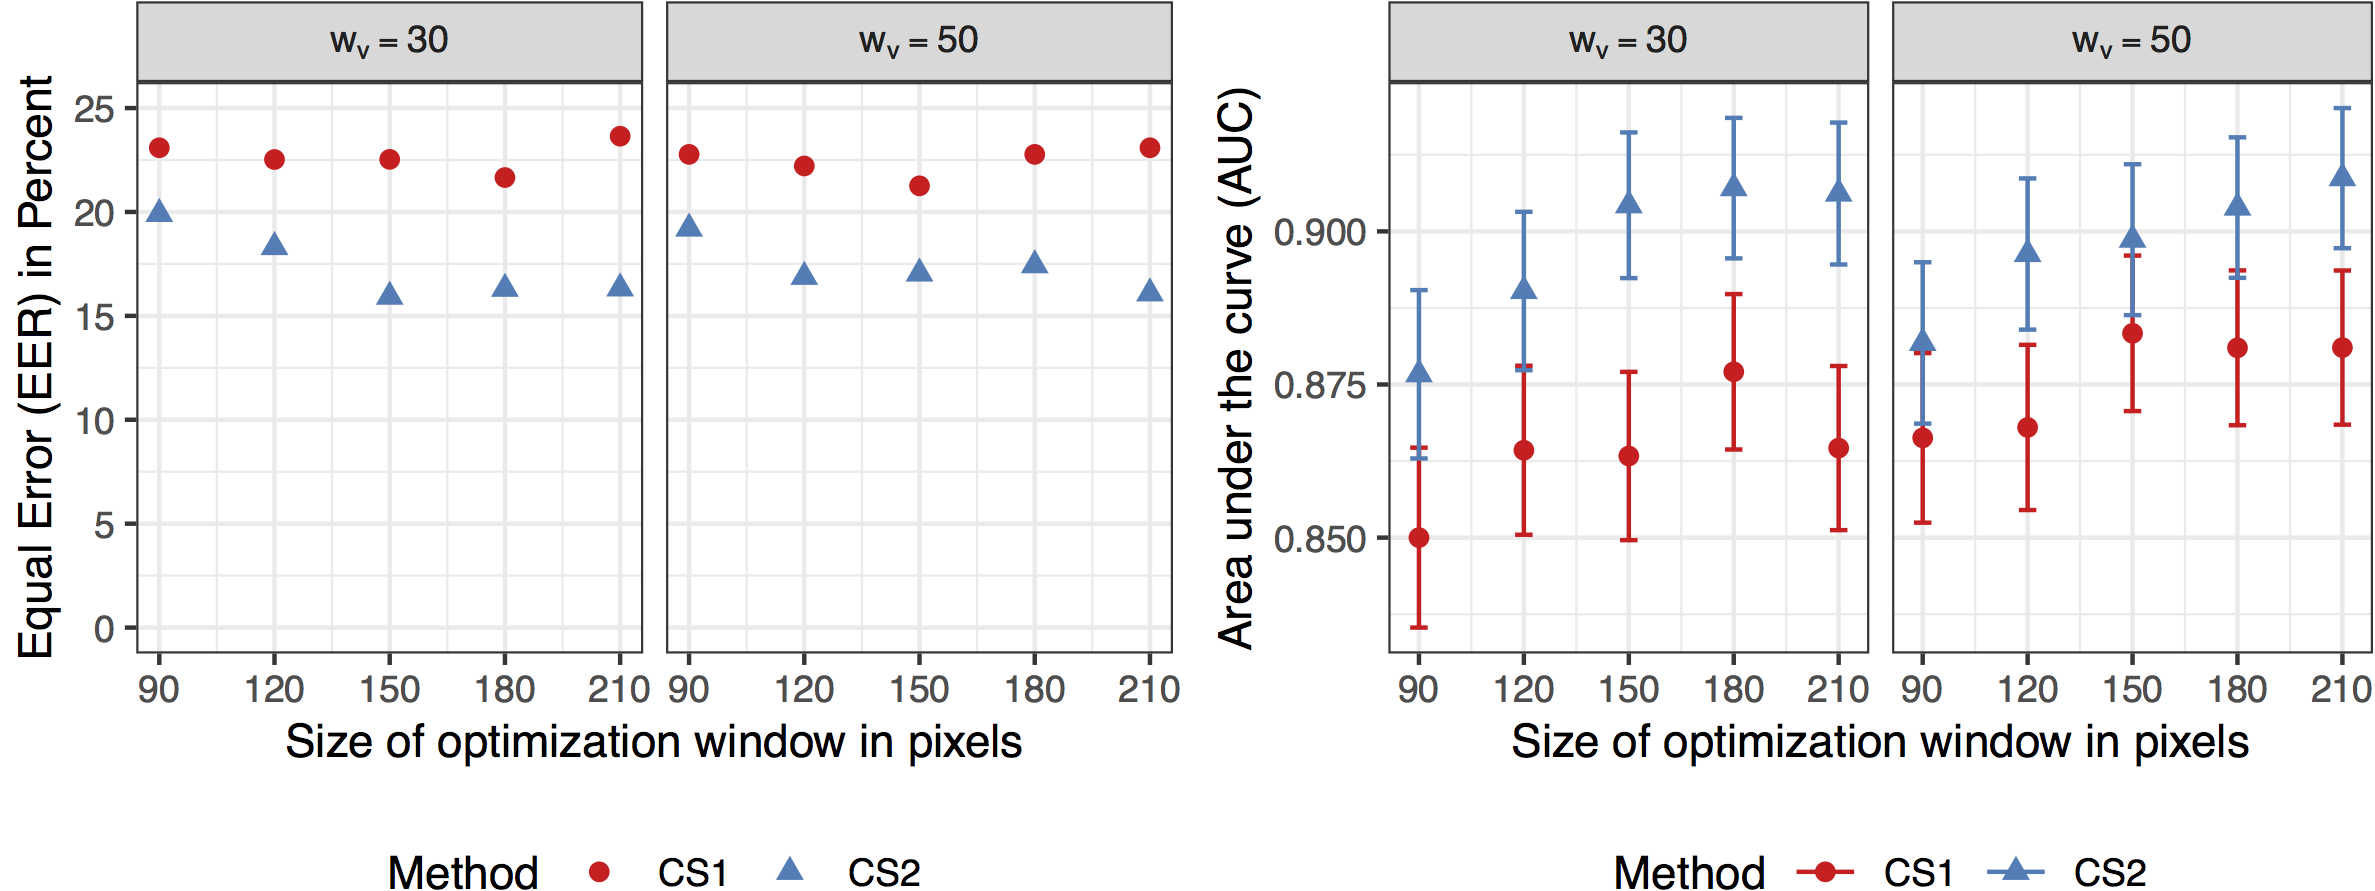 w_v = 30
w_v = 50
Equal Error (EER) in Percent
25
20
15
10
5
0
90 120 150 180 210
90 120 150 180 210
Size of optimization window in pixels
Method CS1 CS2
w_v = 30
w_v = 50
Area under the curve (AUC)
0.900
0.875
0.850
90 120 150 180 210
90 120 150 180 210
Size of optimization window in pixels
Method CS1 CS2